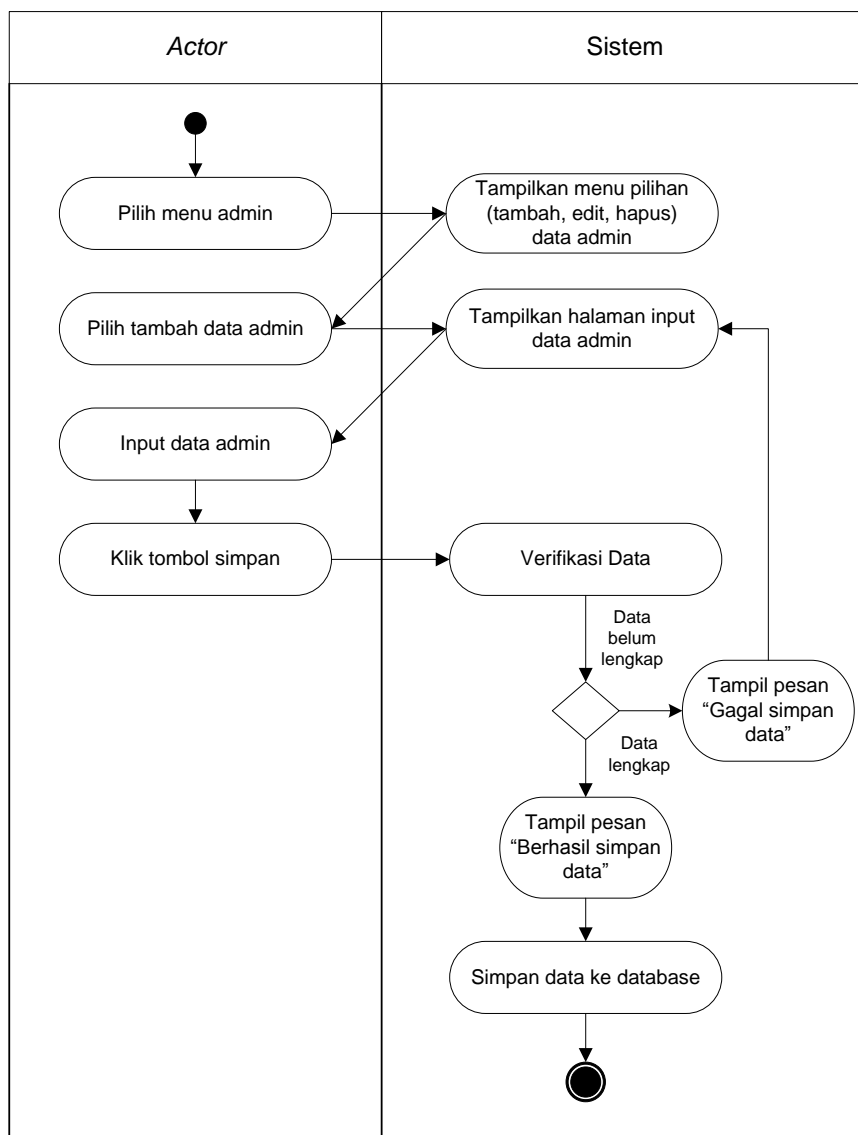 Actor
Sistem
Pilih menu admin
Tampilkan menu pilihan
(tambah, edit, hapus)
data admin
Pilih tambah data admin
Tampilkan halaman input
data admin
Input data admin
Klik tombol simpan
Verifikasi Data
Data
belum
lengkap
Tampil pesan
“Gagal simpan
data”
Data
lengkap
Tampil pesan
“Berhasil simpan
data”
Simpan data ke database